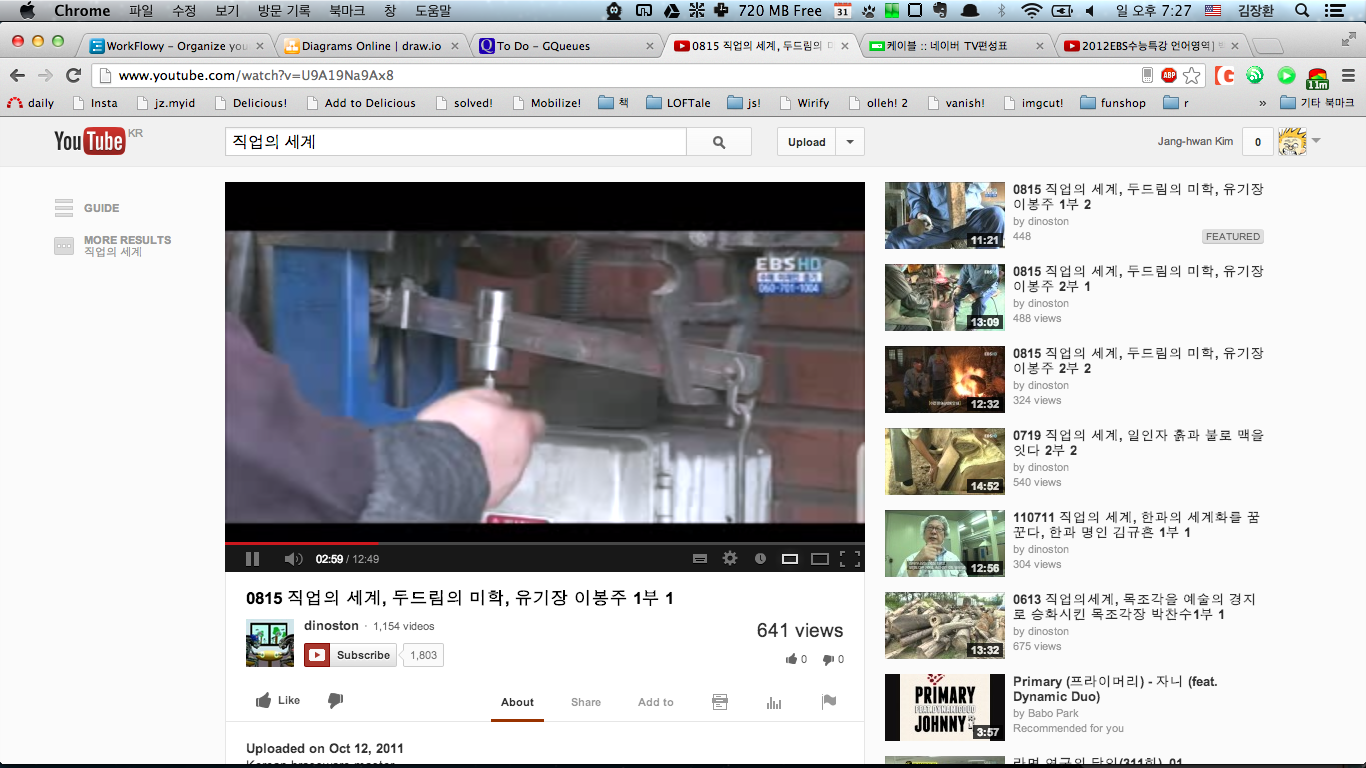 Chrome 파일 수정 보기 방문 기록 북마크 창 도움말 720 MB Free 31 일 오후 7:27 김장환
WorkFlowy – Organize you
Diagrams Online | draw.io
To Do – GQueues
0815 직업의 세계, 두드림의
케이블 :: 네이버 TV편성표
2012EBS수능특강 언어영역]
www.youtube.com/watch?v=U9A19Na9Ax8
ABP
11m
daily Insta jz.myid Delicious! Add to Delicious solved! Mobilize! 책 LOFTale js! Wirify olleh! 2 vanish! imgcut! funshop r » 기타 북마크
YouTube KR
직업의 세계
Upload
Jang-hwan Kim 0
GUIDE
MORE RESULTS
직업의 세계
EBS HD
060-701-1004
02:59 / 12:49
0815 직업의 세계, 두드림의 미학, 유기장 이봉주 1부 1
dinoston · 1,154 videos
Subscribe 1,803
641 views
0 0
Like
About Share Add to
Uploaded on Oct 12, 2011
Korean brassware master
11:21
0815 직업의 세계, 두드림의 미학, 유기장
이봉주 1부 2
by dinoston
448
FEATURED
13:09
0815 직업의 세계, 두드림의 미학, 유기장
이봉주 2부 1
by dinoston
488 views
12:32
0815 직업의 세계, 두드림의 미학, 유기장
이봉주 2부 2
by dinoston
324 views
14:52
0719 직업의 세계, 일인자 흙과 불로 맥을
잇다 2부 2
by dinoston
540 views
12:56
110711 직업의 세계, 한과의 세계화를 꿈
꾼다, 한과 명인 김규흔 1부 1
by dinoston
304 views
13:32
0613 직업의세계, 목조각을 예술의 경지
로 승화시킨 목조각장 박찬수1부 1
by dinoston
675 views
PRIMARY
FEAT.DYNAMICDUO
JOHNNY
3:57
Primary (프라이머리) - 자니 (feat.
Dynamic Duo)
by Babo Park
Recommended for you
라면 연구의 달인(311회)_01